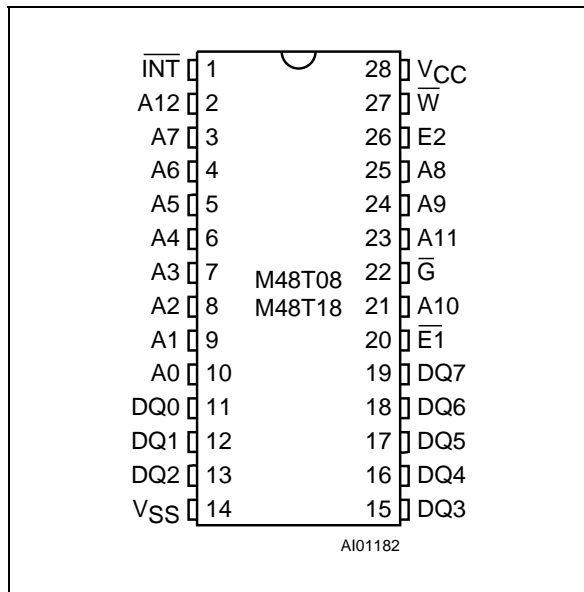 I̅N̅T̅ 1 28 VCC
A12 2 27 W̅
A7 3 26 E2
A6 4 25 A8
A5 5 24 A9
A4 6 23 A11
A3 7 22 G̅
A2 8 21 A10
A1 9 20 E̅1̅
A0 10 19 DQ7
DQ0 11 18 DQ6
DQ1 12 17 DQ5
DQ2 13 16 DQ4
VSS 14 15 DQ3
M48T08
M48T18
AI01182